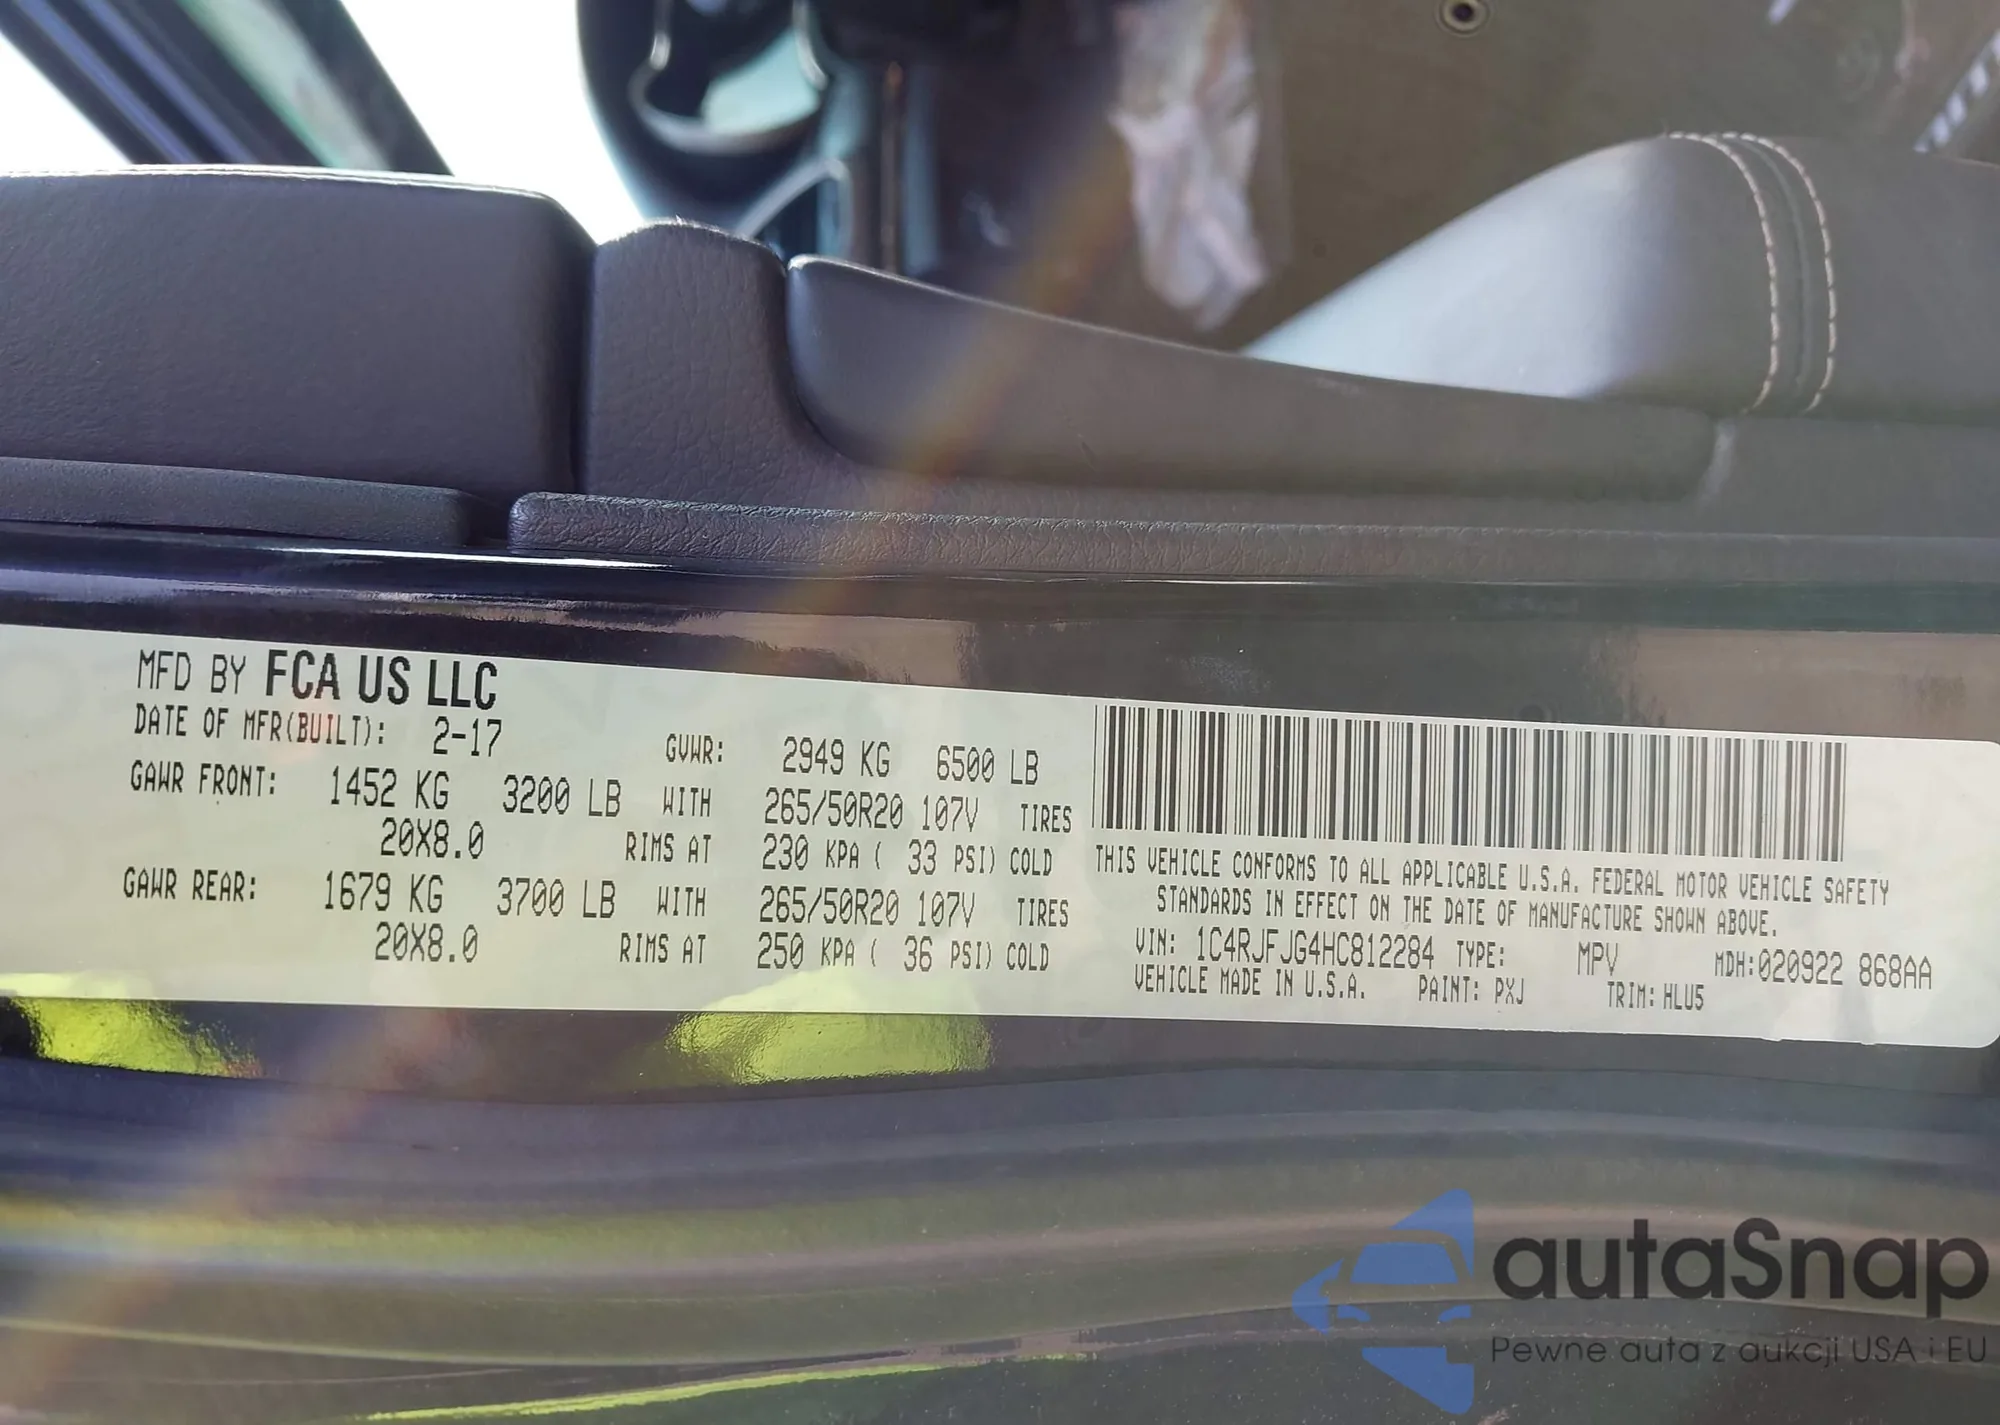 MFD BY FCA US LLC
DATE OF MFR(BUILT): 2-17 GVWR: 2949 KG 6500 LB
GAWR FRONT: 1452 KG 3200 LB WITH 265/50R20 107V TIRES
20X8.0 RIMS AT 230 KPA ( 33 PSI) COLD
GAWR REAR: 1679 KG 3700 LB WITH 265/50R20 107V TIRES
20X8.0 RIMS AT 250 KPA ( 36 PSI) COLD
THIS VEHICLE CONFORMS TO ALL APPLICABLE U.S.A. FEDERAL MOTOR VEHICLE SAFETY
STANDARDS IN EFFECT ON THE DATE OF MANUFACTURE SHOWN ABOVE.
VIN: 1C4RJFJG4HC812284 TYPE: MPV MDH:020922 868AA
VEHICLE MADE IN U.S.A. PAINT: PXJ TRIM: HLU5
autaSnap
Pewne auta z aukcji USA i EU